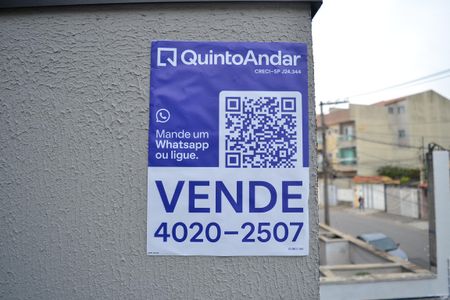 QuintoAndar
CRECI-SP J24.344
Mande um
Whatsapp
ou ligue.
VENDE
4020-2507